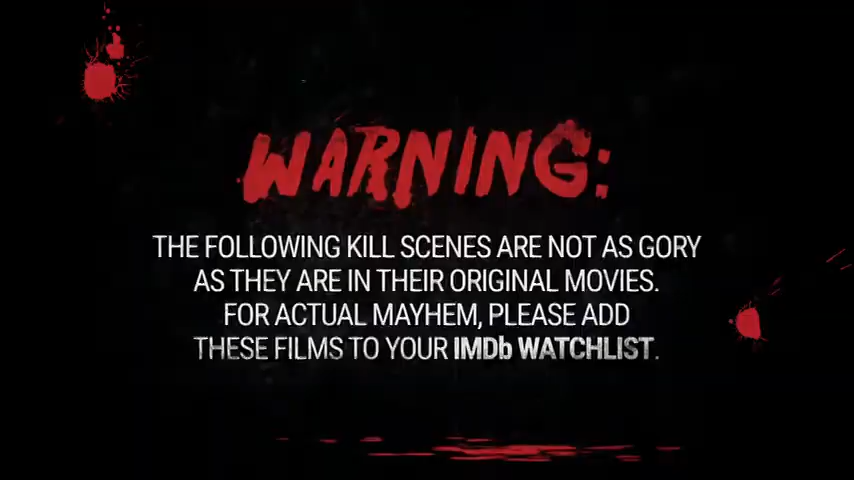 WARNING:
THE FOLLOWING KILL SCENES ARE NOT AS GORY
AS THEY ARE IN THEIR ORIGINAL MOVIES.
FOR ACTUAL MAYHEM, PLEASE ADD
THESE FILMS TO YOUR IMDb WATCHLIST.